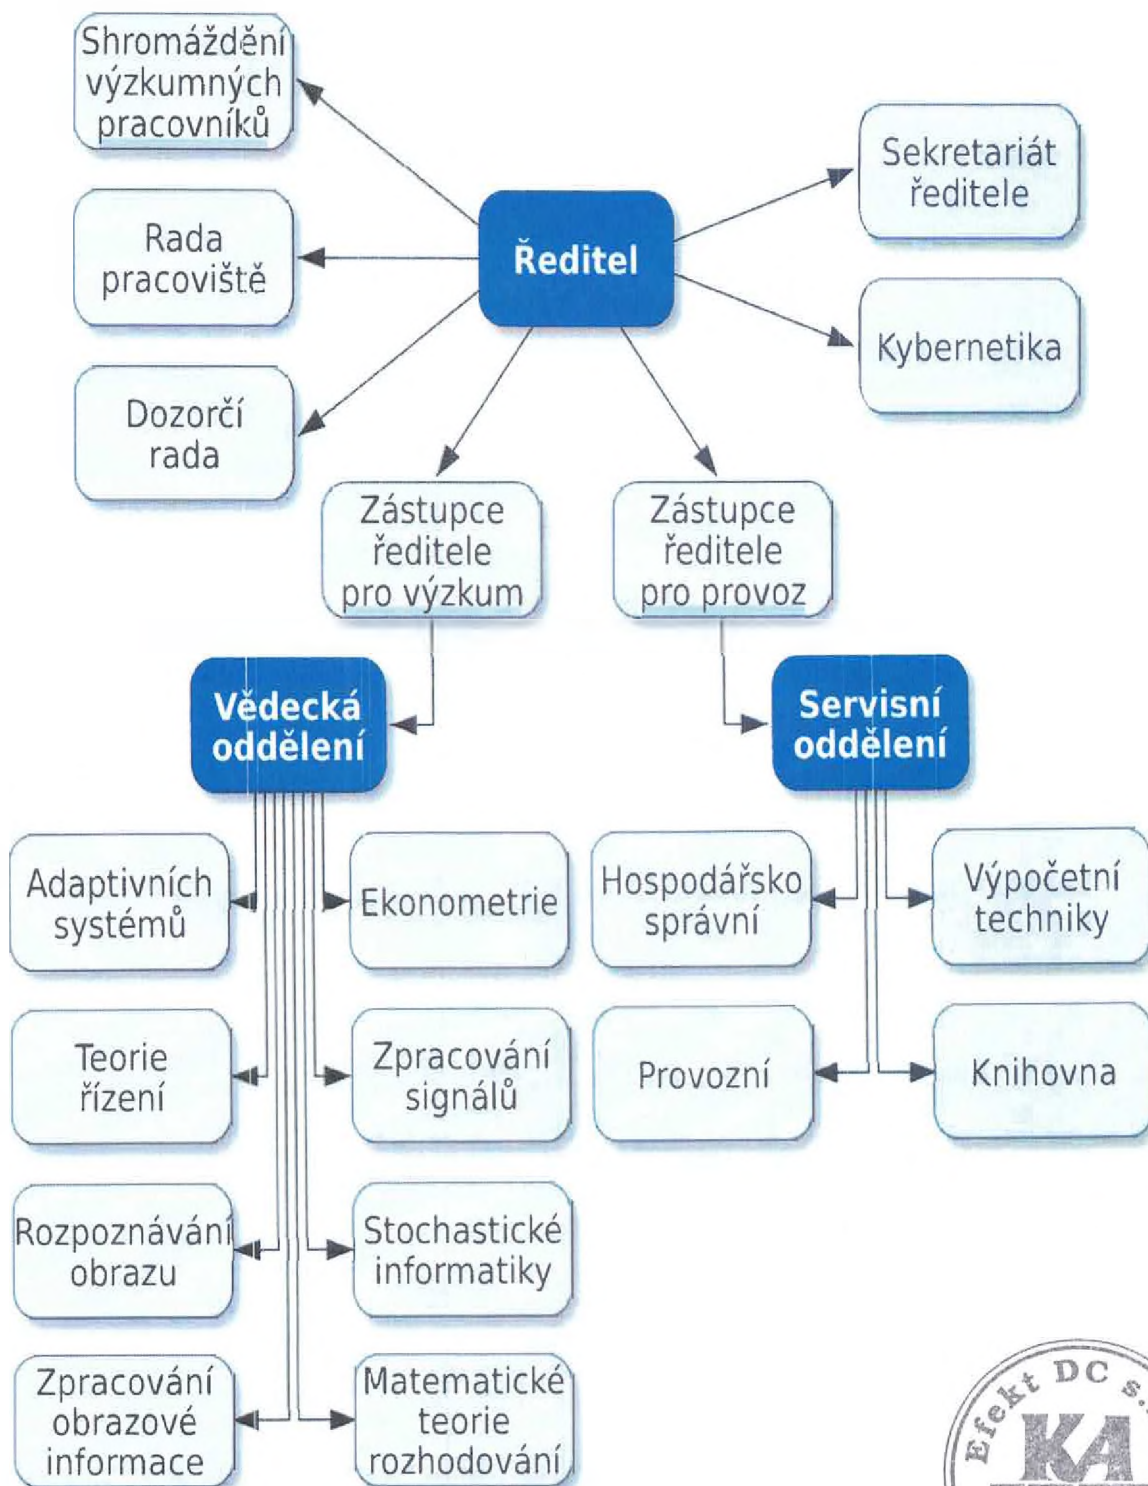 Shromáždění
výzkumných
pracovníků
Sekretariát
ředitele
Rada
pracoviště
Ředitel
Kybernetika
Dozorčí
rada
Zástupce
ředitele
pro výzkum
Zástupce
ředitele
pro provoz
Vědecká
oddělení
Servisní
oddělení
Adaptivních
systémů
Ekonometrie
Hospodářsko
správní
Výpočetní
techniky
Teorie
řízení
Zpracování
signálů
Provozní
Knihovna
Rozpoznávání
obrazu
Stochastické
informatiky
Zpracování
obrazové
informace
Matematické
teorie
rozhodování
Efekt DC s.
KA